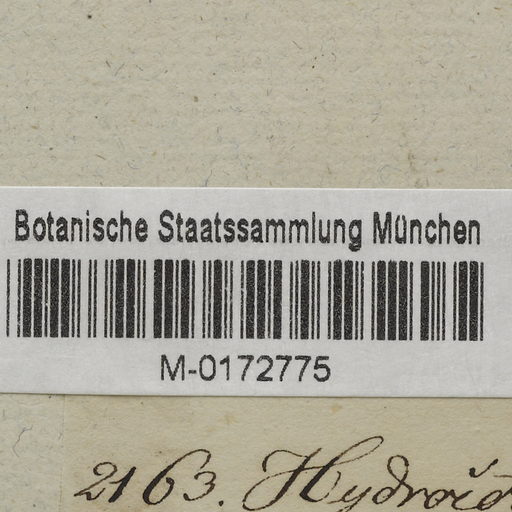 Botanische Staatssammlung München
M-0172775
2163.